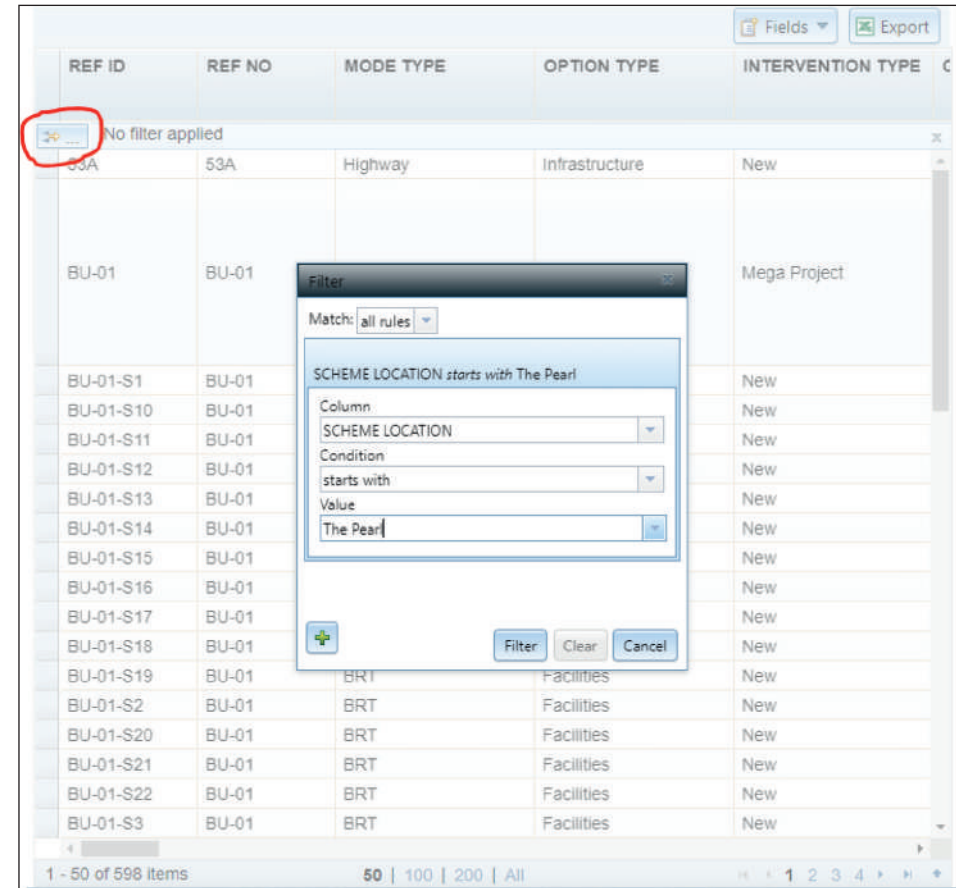 Fields Export
REF ID REF NO MODE TYPE OPTION TYPE INTERVENTION TYPE
... No filter applied x
53A 53A Highway Infrastructure New
BU-01 BU-01 Mega Project
Filter x
Match: all rules
SCHEME LOCATION starts with The Pearl
Column
SCHEME LOCATION
Condition
starts with
Value
The Pearl
Filter Clear Cancel
BU-01-S1 BU-01 New
BU-01-S10 BU-01 New
BU-01-S11 BU-01 New
BU-01-S12 BU-01 New
BU-01-S13 BU-01 New
BU-01-S14 BU-01 New
BU-01-S15 BU-01 New
BU-01-S16 BU-01 New
BU-01-S17 BU-01 New
BU-01-S18 BU-01 New
BU-01-S19 BU-01 BRT Facilities New
BU-01-S2 BU-01 BRT Facilities New
BU-01-S20 BU-01 BRT Facilities New
BU-01-S21 BU-01 BRT Facilities New
BU-01-S22 BU-01 BRT Facilities New
BU-01-S3 BU-01 BRT Facilities New
1 - 50 of 598 items 50 | 100 | 200 | All 1 2 3 4